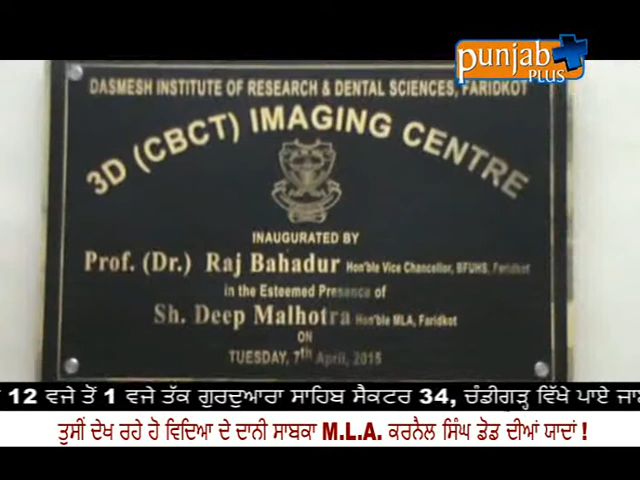 punjab
PLUS
DASMESH INSTITUTE OF RESEARCH & DENTAL SCIENCES, FARIDKOT
3D (CBCT) IMAGING CENTRE
INAUGURATED BY
Prof. (Dr.) Raj Bahadur Hon'ble Vice Chancellor, BFUHS, Faridkot
in the Esteemed Presence of
Sh. Deep Malhotra Hon'ble MLA, Faridkot
ON
TUESDAY, 7th April, 2015
12 ਵਜੇ ਤੋਂ 1 ਵਜੇ ਤੱਕ ਗੁਰਦੁਆਰਾ ਸਾਹਿਬ ਸੈਕਟਰ 34, ਚੰਡੀਗੜ੍ਹ ਵਿੱਖੇ ਪਾਏ
ਤੁਸੀਂ ਦੇਖ ਰਹੇ ਹੋ ਵਿਦਿਆ ਦੇ ਦਾਨੀ ਸਾਬਕਾ M.L.A. ਕਰਨੈਲ ਸਿੰਘ ਡੋਡ ਦੀਆਂ ਯਾਦਾਂ !